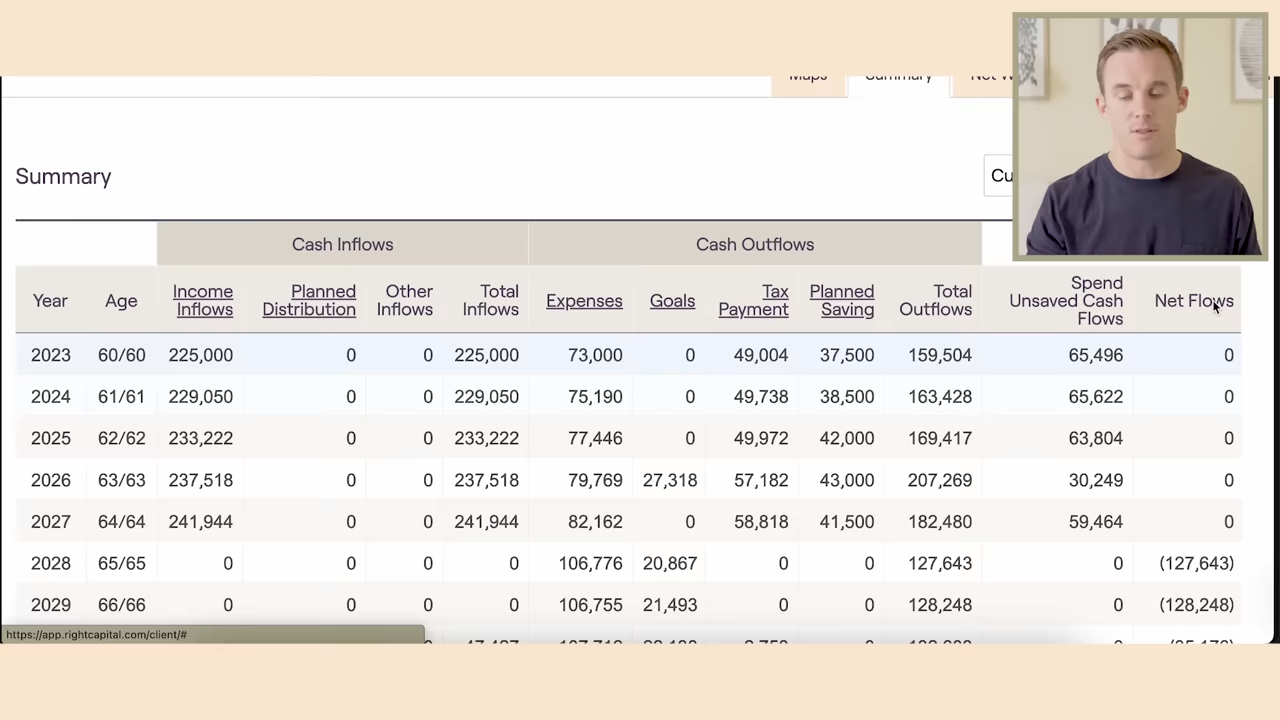 Maps Summary
Summary
Cu
Cash Inflows Cash Outflows
Year Age Income Inflows Planned Distribution Other Inflows Total Inflows Expenses Goals Tax Payment Planned Saving Total Outflows Spend Unsaved Cash Flows Net Flows
2023 60/60 225,000 0 0 225,000 73,000 0 49,004 37,500 159,504 65,496 0
2024 61/61 229,050 0 0 229,050 75,190 0 49,738 38,500 163,428 65,622 0
2025 62/62 233,222 0 0 233,222 77,446 0 49,972 42,000 169,417 63,804 0
2026 63/63 237,518 0 0 237,518 79,769 27,318 57,182 43,000 207,269 30,249 0
2027 64/64 241,944 0 0 241,944 82,162 0 58,818 41,500 182,480 59,464 0
2028 65/65 0 0 0 0 106,776 20,867 0 0 127,643 0 (127,643)
2029 66/66 0 0 0 0 106,755 21,493 0 0 128,248 0 (128,248)
https://app.rightcapital.com/client/#